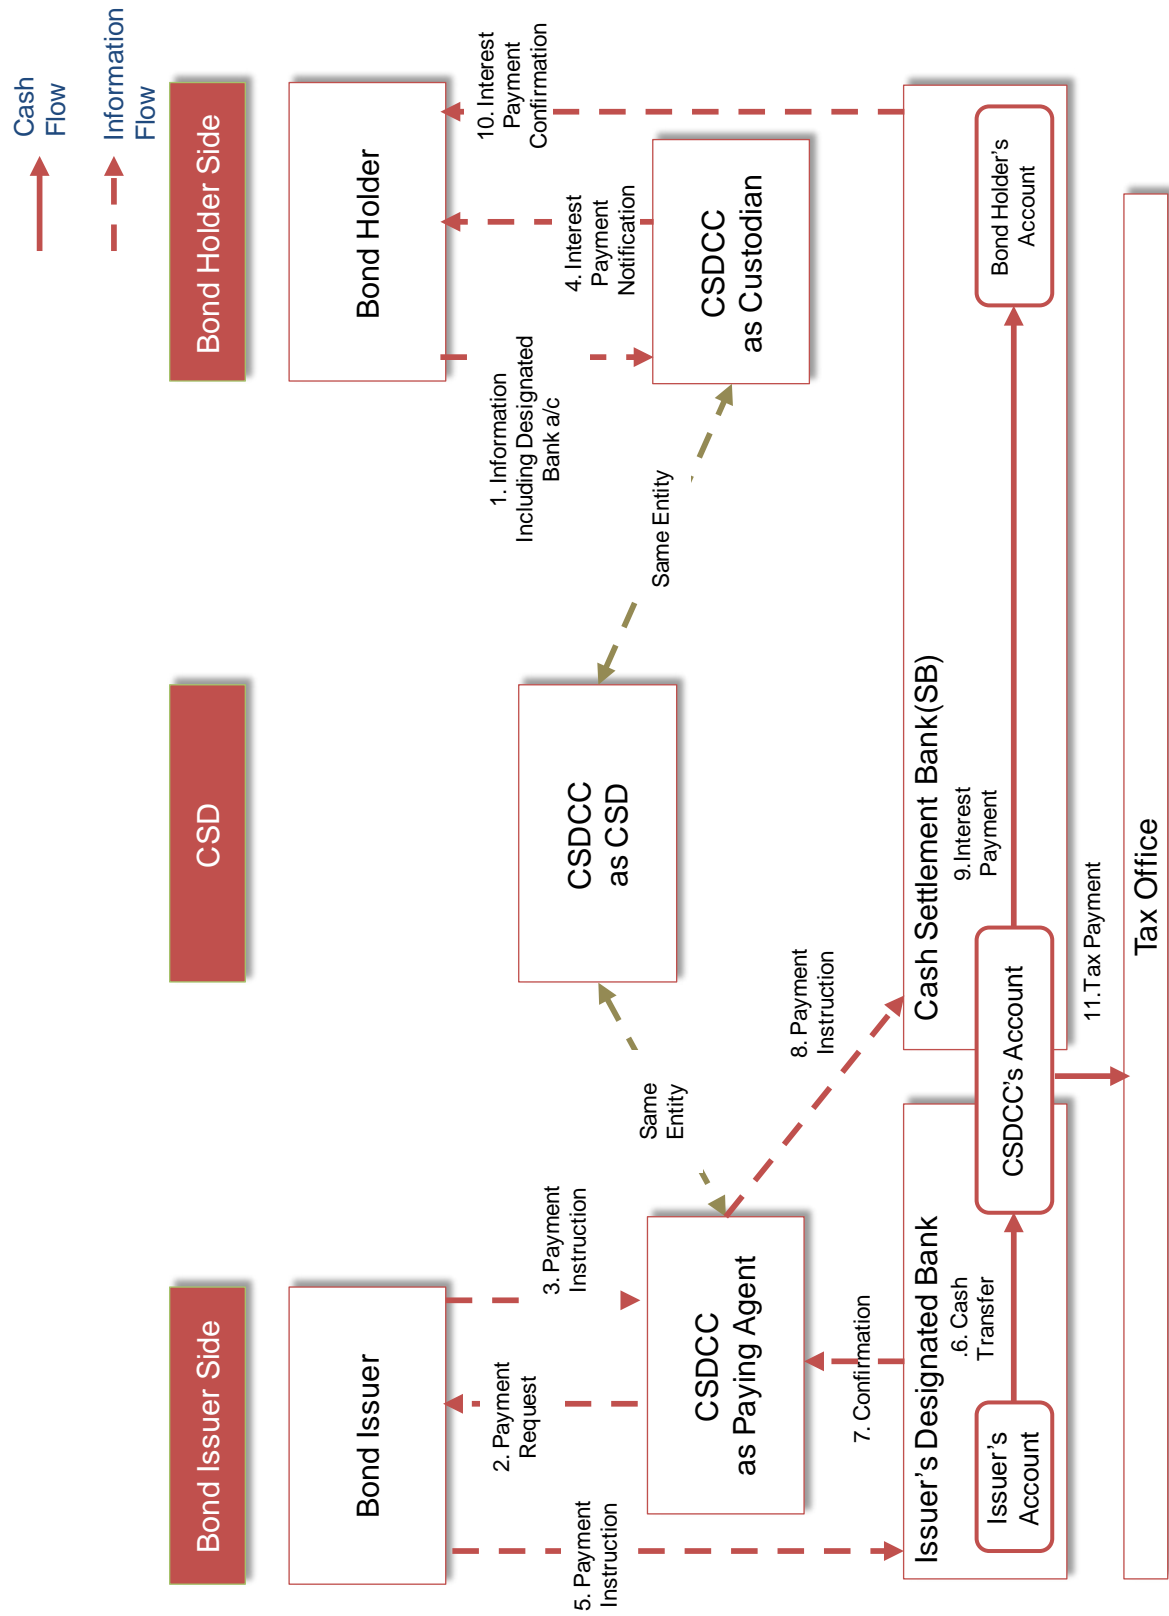 Cash
Flow
Information
Flow
Bond Issuer Side
CSD
Bond Holder Side
Bond Issuer
Bond Holder
5. Payment
Instruction
2. Payment
Request
3. Payment
Instruction
1. Information
Including Designated
Bank a/c
4. Interest
Payment
Notification
10. Interest
Payment
Confirmation
CSDCC
as CSD
Same
Entity
Same Entity
CSDCC
as Paying Agent
CSDCC
as Custodian
7. Confirmation
8. Payment
Instruction
Issuer's Designated Bank
Cash Settlement Bank(SB)
.6. Cash
Transfer
9.Interest
Payment
Issuer's
Account
CSDCC's Account
Bond Holder's
Account
11.Tax Payment
Tax Office